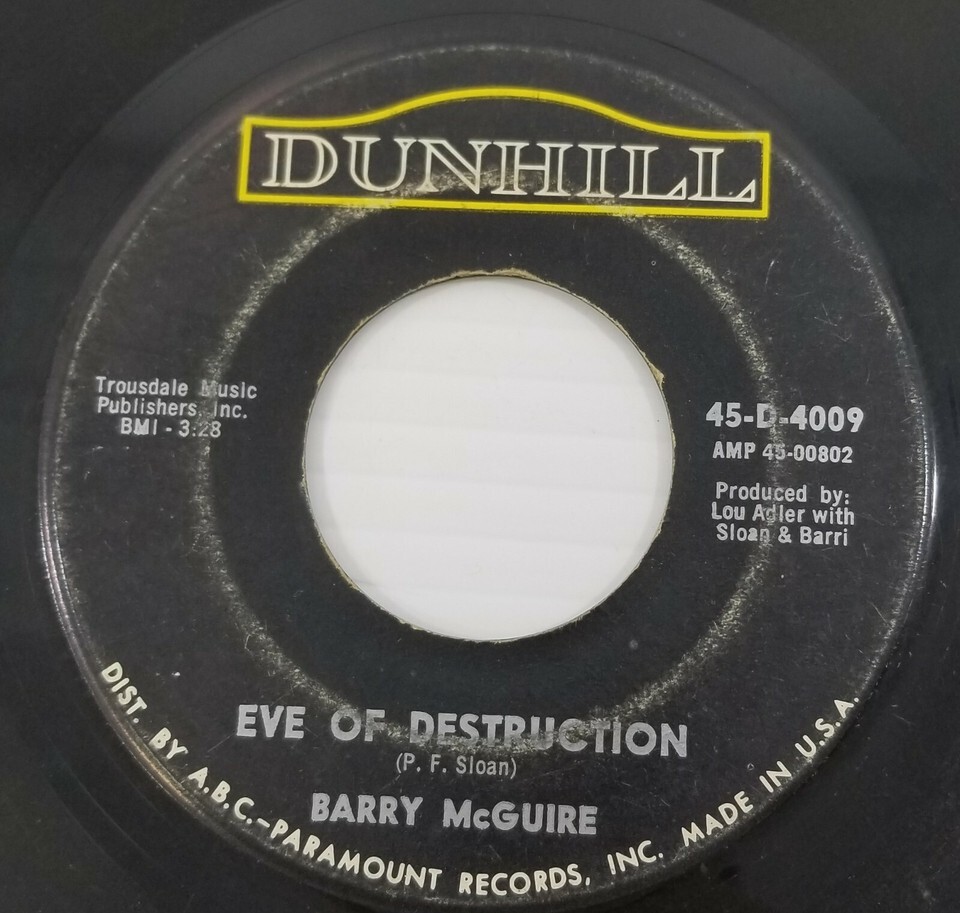 DUNHILL
Trousdale Music
Publishers, Inc.
BMI - 3:28
45-D-4009
AMP 45-00802
Produced by:
Lou Adler with
Sloan & Barri
EVE OF DESTRUCTION
(P. F. Sloan)
BARRY McGUIRE
DIST. BY A.B.C.-PARAMOUNT RECORDS, INC. MADE IN U.S.A.